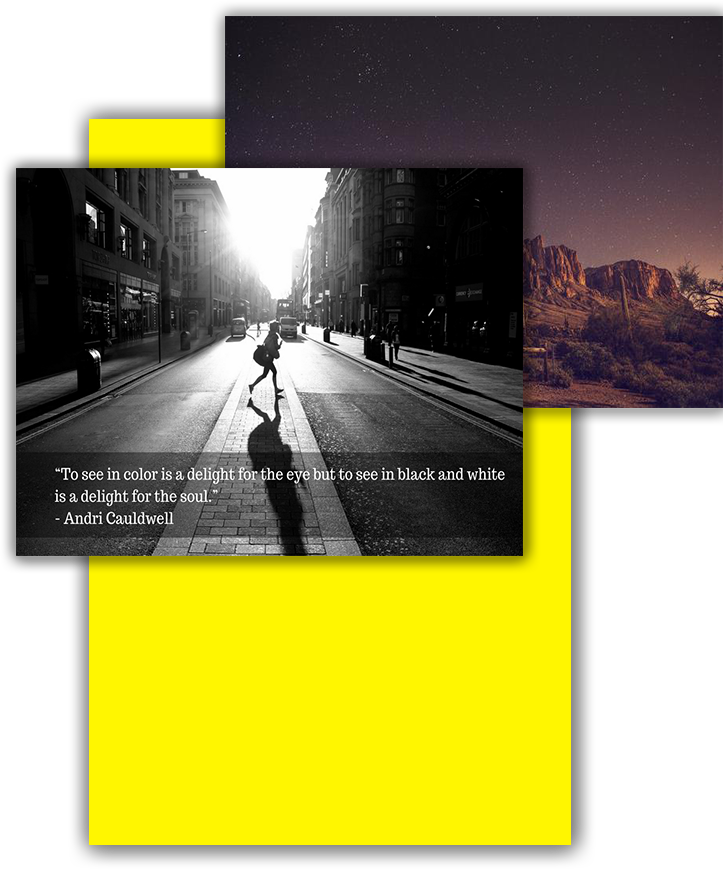 “To see in color is a delight for the eye but to see in black and white
is a delight for the soul.”
- Andri Cauldwell